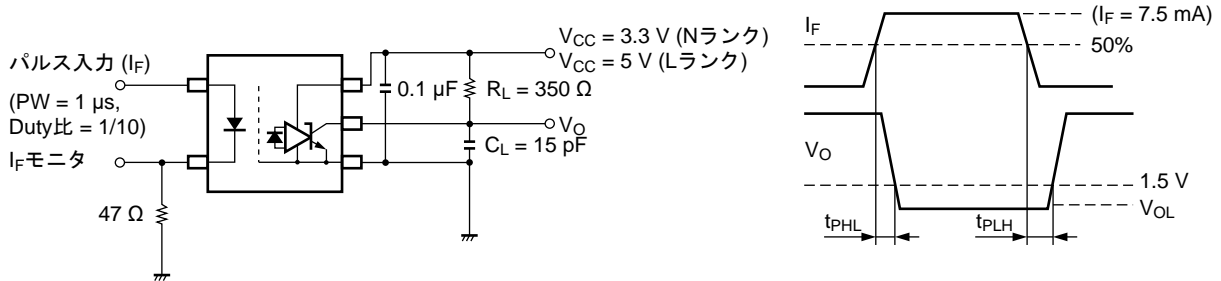 パルス入力 (IF)
(PW = 1 μs,
Duty比 = 1/10)
IFモニタ
47 Ω
VCC = 3.3 V (Nランク)
VCC = 5 V (Lランク)
0.1 μF
RL = 350 Ω
VO
CL = 15 pF
IF
(IF = 7.5 mA)
50%
VO
1.5 V
VOL
tPHL
tPLH